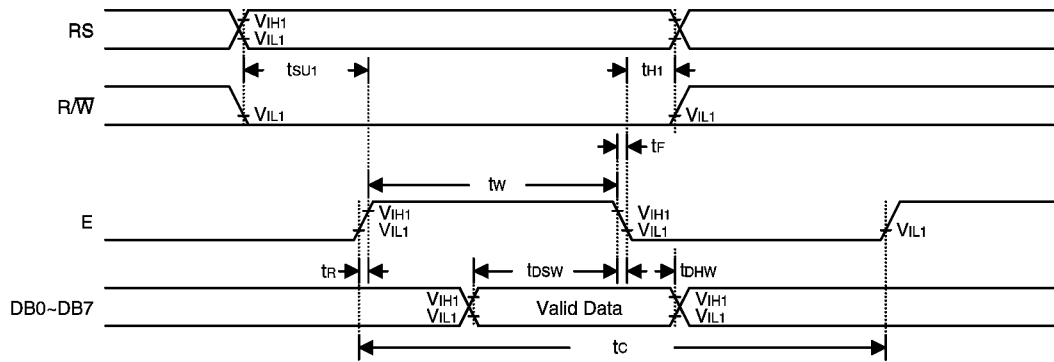 RS
VIH1
VIL1
tSU1
tH1
R/W̅
VIL1
VIL1
tF
tW
E
VIH1
VIL1
VIH1
VIL1
VIL1
tR
tDSW
tDHW
DB0~DB7
VIH1
VIL1
Valid Data
VIH1
VIL1
tC